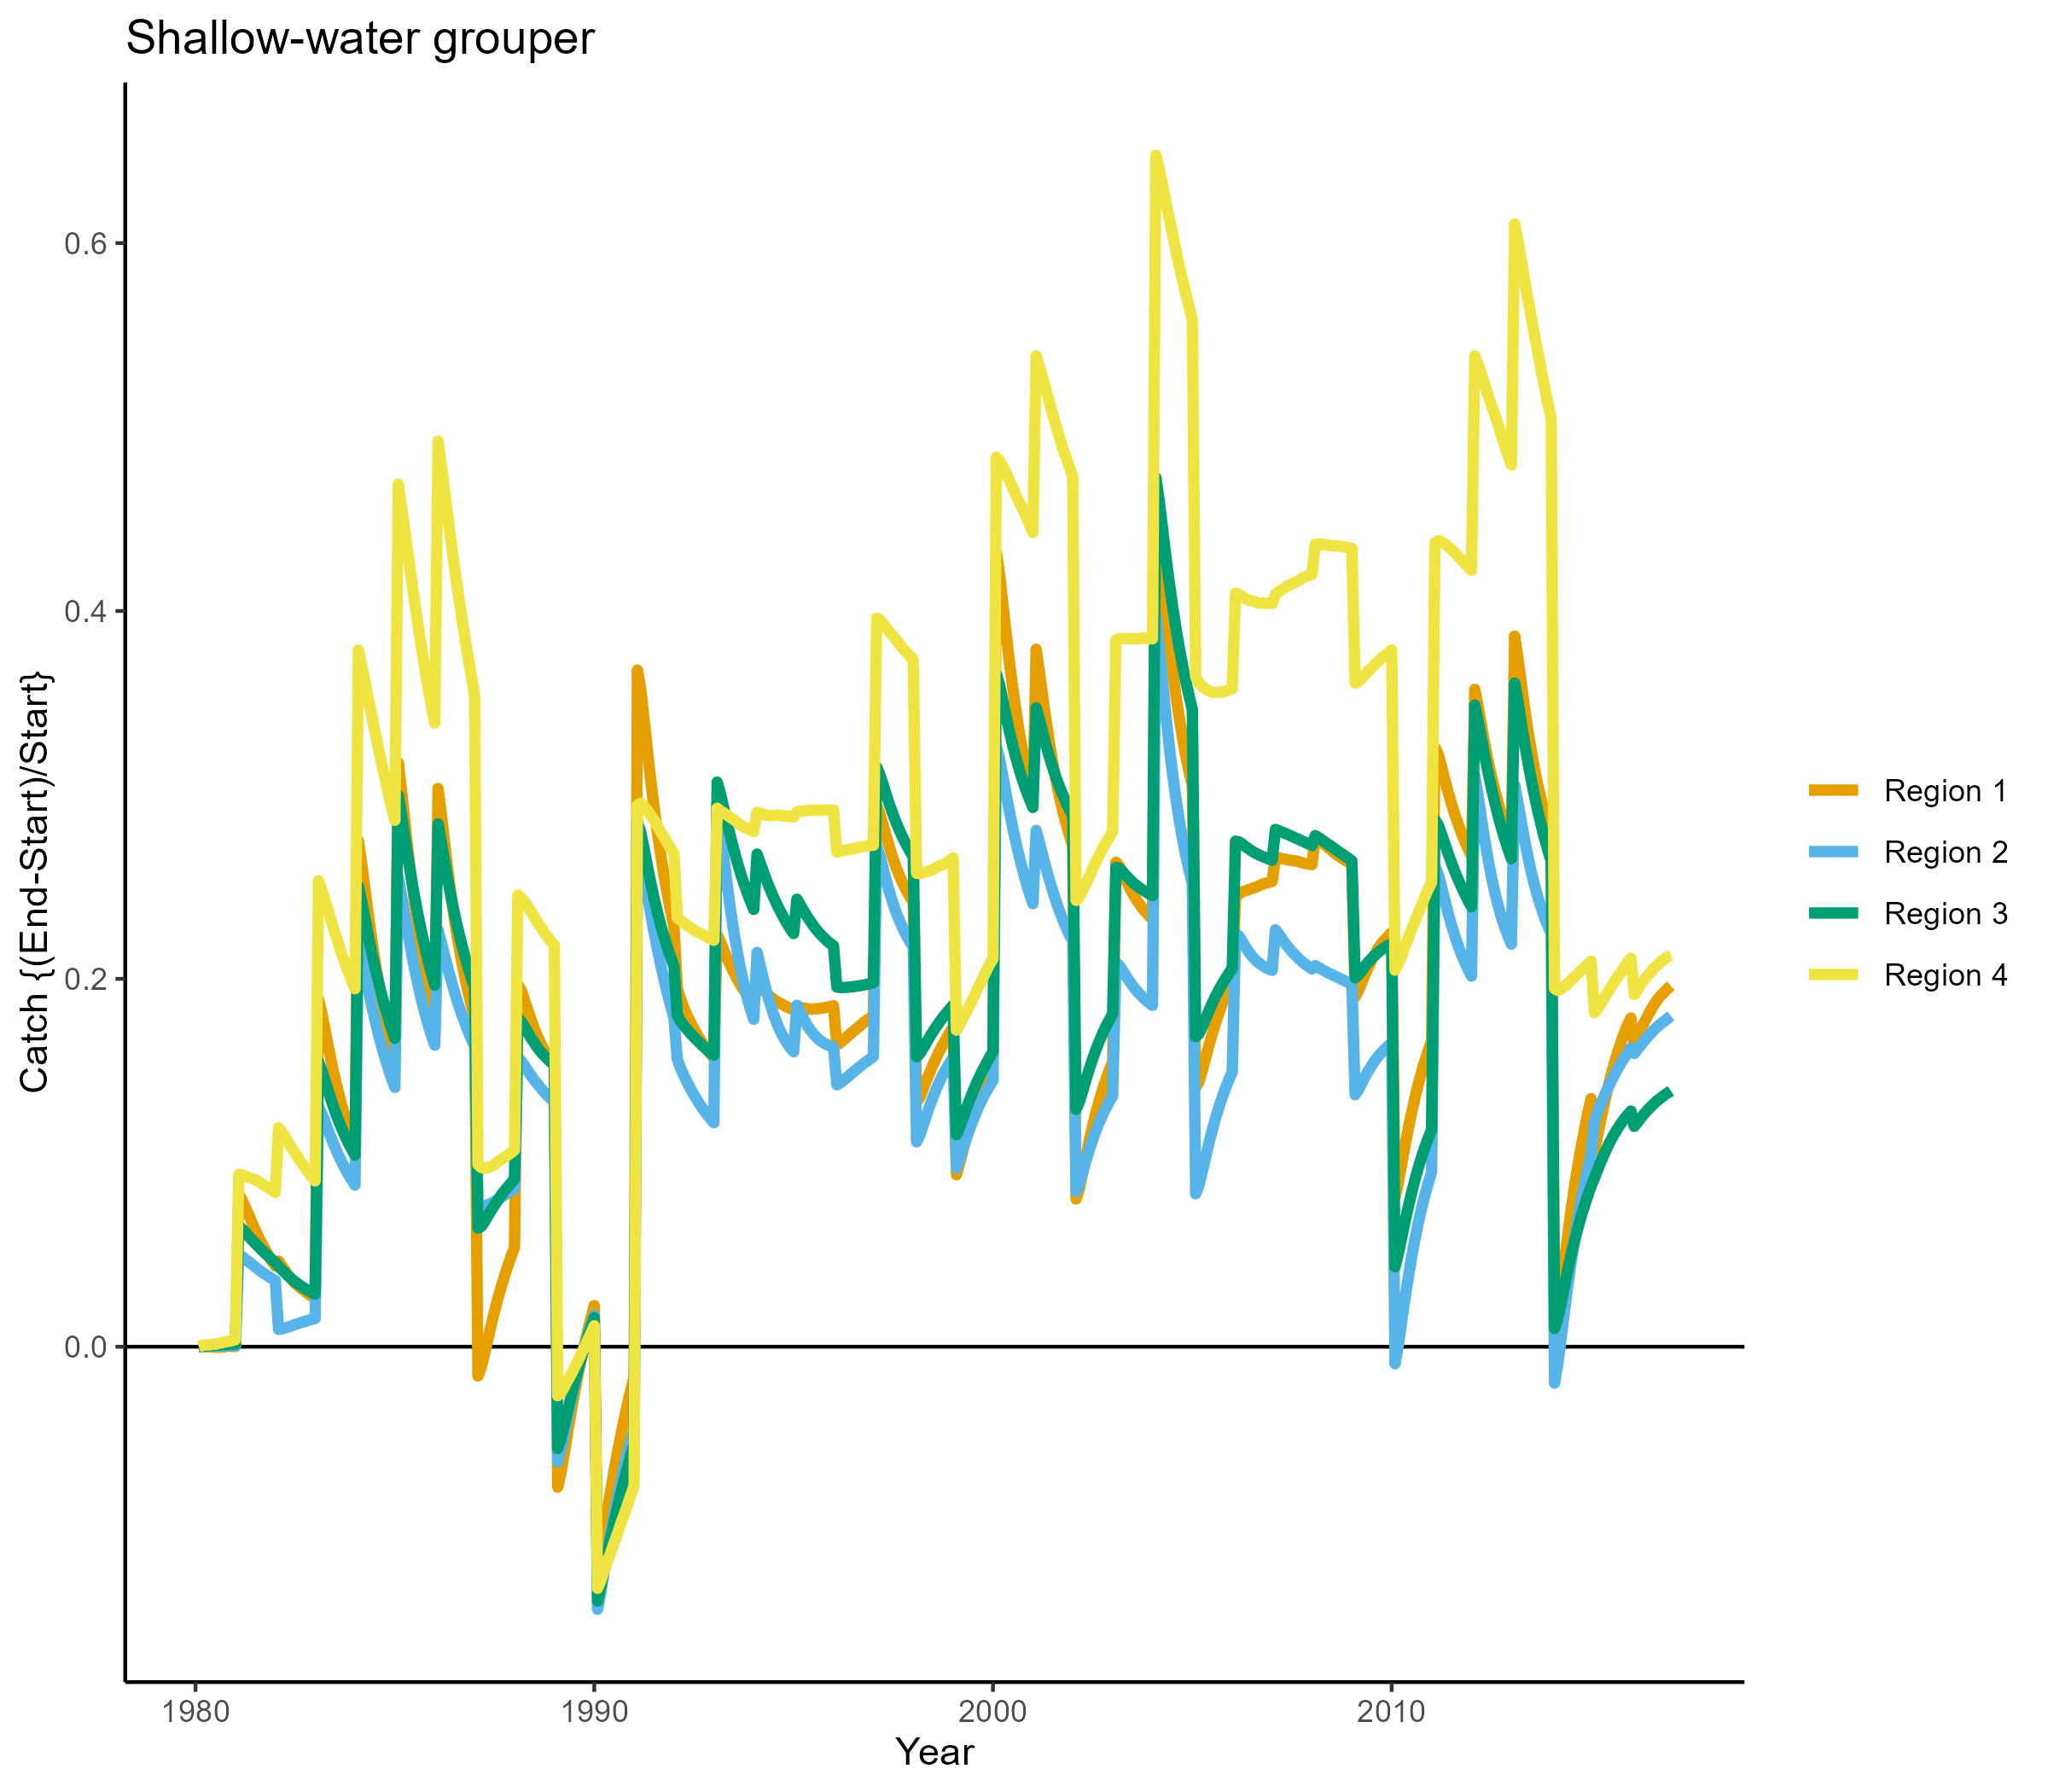 Shallow-water grouper
Catch {(End-Start)/Start}
0.6
0.4
0.2
0.0
1980
1990
2000
2010
Year
Region 1
Region 2
Region 3
Region 4